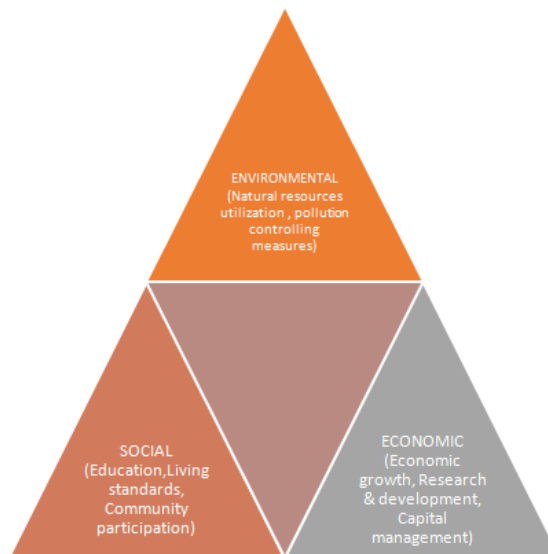 ENVIRONMENTAL
(Natural resources
utilization , pollution
controlling
measures)
SOCIAL
(Education,Living
standards,
Community
participation)
ECONOMIC
(Economic
growth, Research
& development,
Capital
management)